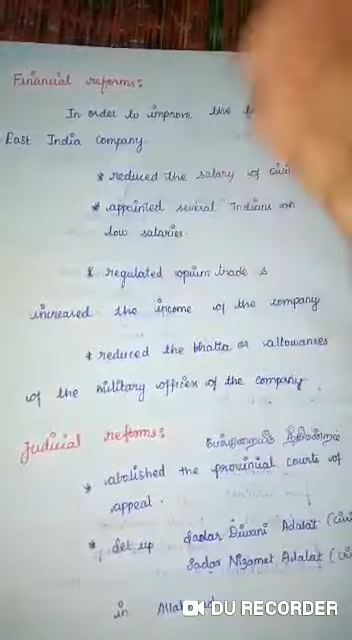 Financial reforms:
In order to improve the
East India company
* reduced the salary of civil
* appointed several Indians on
low salaries.
* regulated opium trade &
increased the income of the company
* reduced the bhatta or allowances
of the military officers of the company.
Judicial reforms:
* abolished the provincial courts of
appeal.
* Set up Sadar Diwani Adalat (civi
Sadar Nizamat Adalat (
in Alla
DU RECORDER